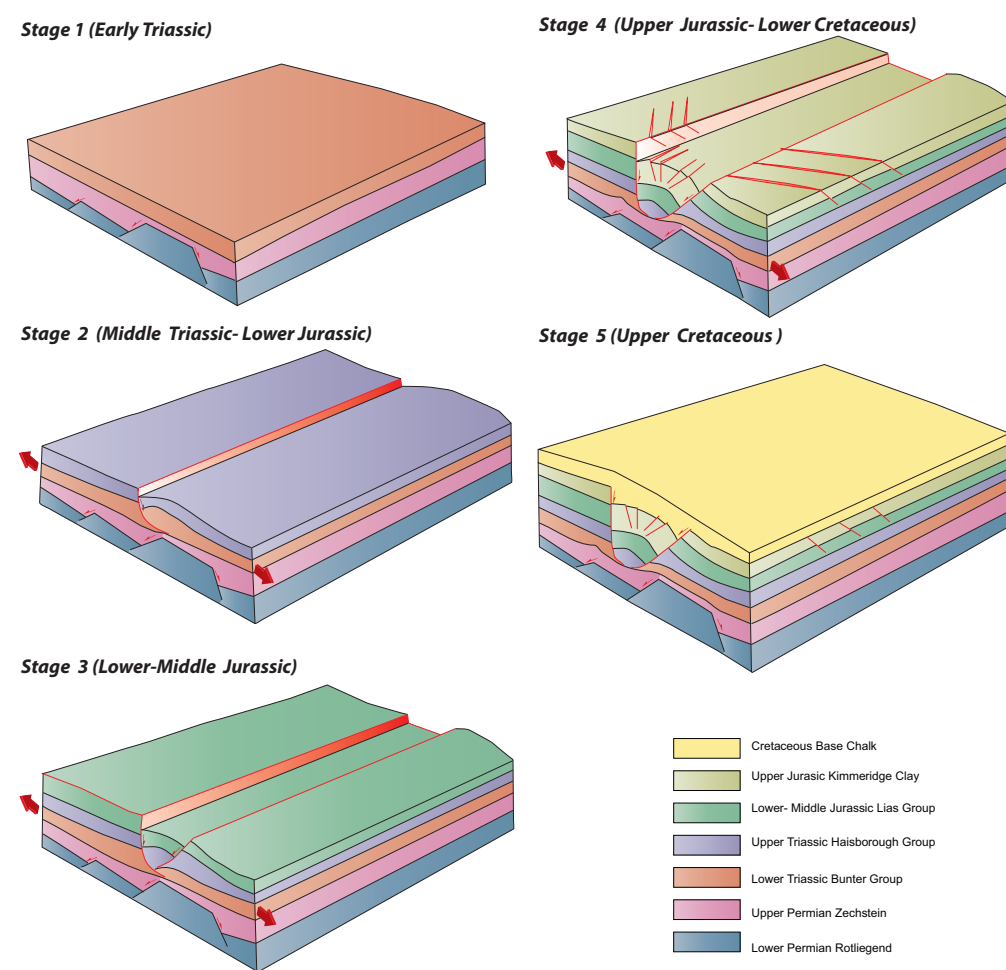 Stage 1 (Early Triassic)
Stage 2 (Middle Triassic- Lower Jurassic)
Stage 3 (Lower-Middle Jurassic)
Stage 4 (Upper Jurassic- Lower Cretaceous)
Stage 5 (Upper Cretaceous )
Cretaceous Base Chalk
Upper Jurasic Kimmeridge Clay
Lower- Middle Jurassic Lias Group
Upper Triassic Haisborough Group
Lower Triassic Bunter Group
Upper Permian Zechstein
Lower Permian Rotliegend